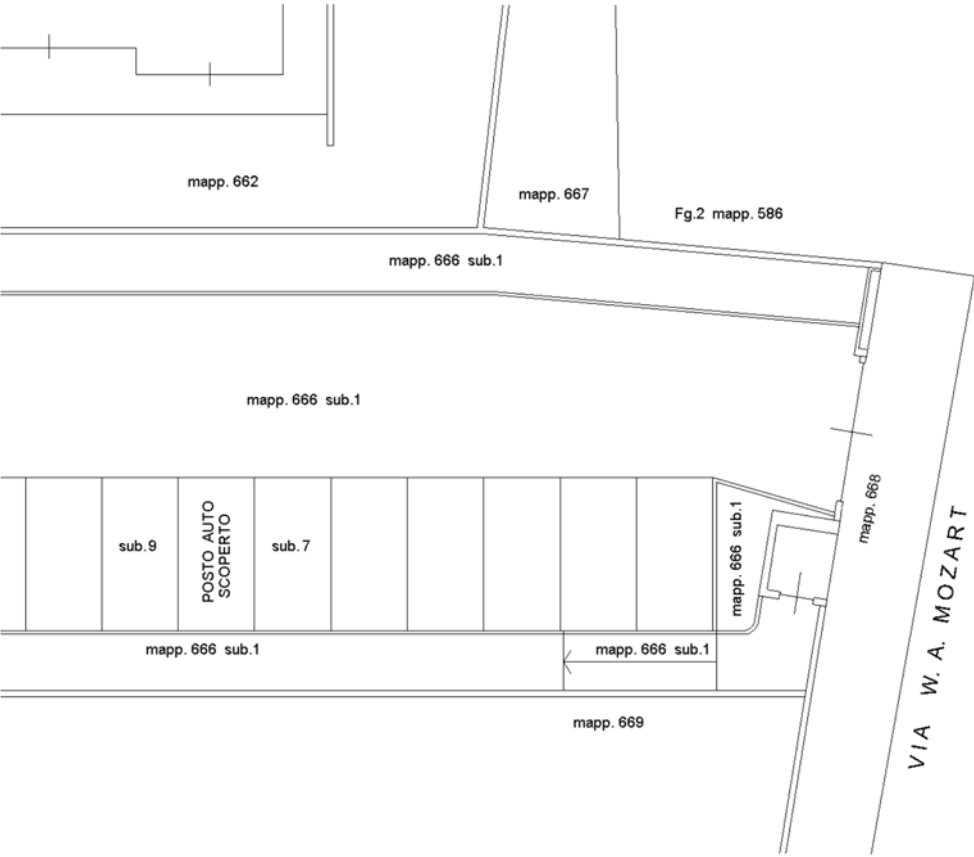 mapp. 662
mapp. 667
Fg.2 mapp. 586
mapp. 666 sub.1
mapp. 666 sub.1
mapp. 668
sub.9
POSTO AUTO
SCOPERTO
sub.7
mapp. 666 sub.1
VIA W. A. MOZART
mapp. 666 sub.1
mapp. 666 sub.1
mapp. 669